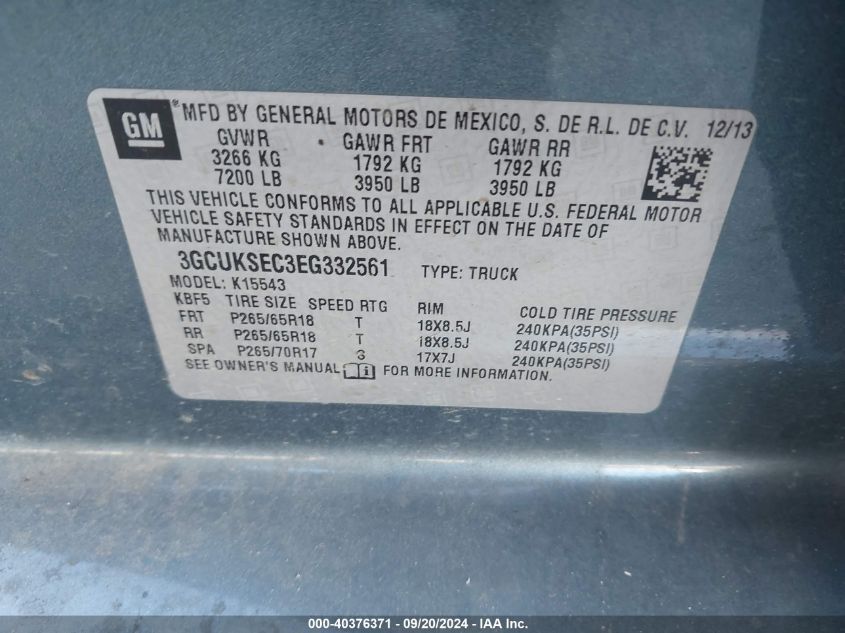 GM ® MFD BY GENERAL MOTORS DE MEXICO, S. DE R.L. DE C.V. 12/13
GVWR GAWR FRT GAWR RR
3266 KG 1792 KG 1792 KG
7200 LB 3950 LB 3950 LB
THIS VEHICLE CONFORMS TO ALL APPLICABLE U.S. FEDERAL MOTOR
VEHICLE SAFETY STANDARDS IN EFFECT ON THE DATE OF
MANUFACTURE SHOWN ABOVE.
3GCUKSEC3EG332561 TYPE: TRUCK
MODEL: K15543
KBF5 TIRE SIZE SPEED RTG RIM COLD TIRE PRESSURE
FRT P265/65R18 T 18X8.5J 240KPA(35PSI)
RR P265/65R18 T 18X8.5J 240KPA(35PSI)
SPA P265/70R17 17X7J 240KPA(35PSI)
SEE OWNER'S MANUAL FOR MORE INFORMATION.
000-40376371 - 09/20/2024 - IAA Inc.